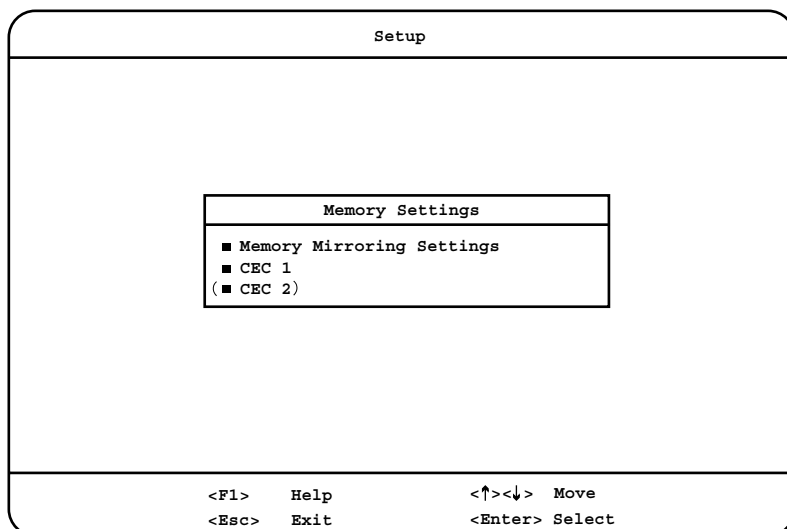 Setup
Memory Settings
■ Memory Mirroring Settings
■ CEC 1
(■ CEC 2)
<F1> Help <↑><↓> Move
<Esc> Exit <Enter> Select